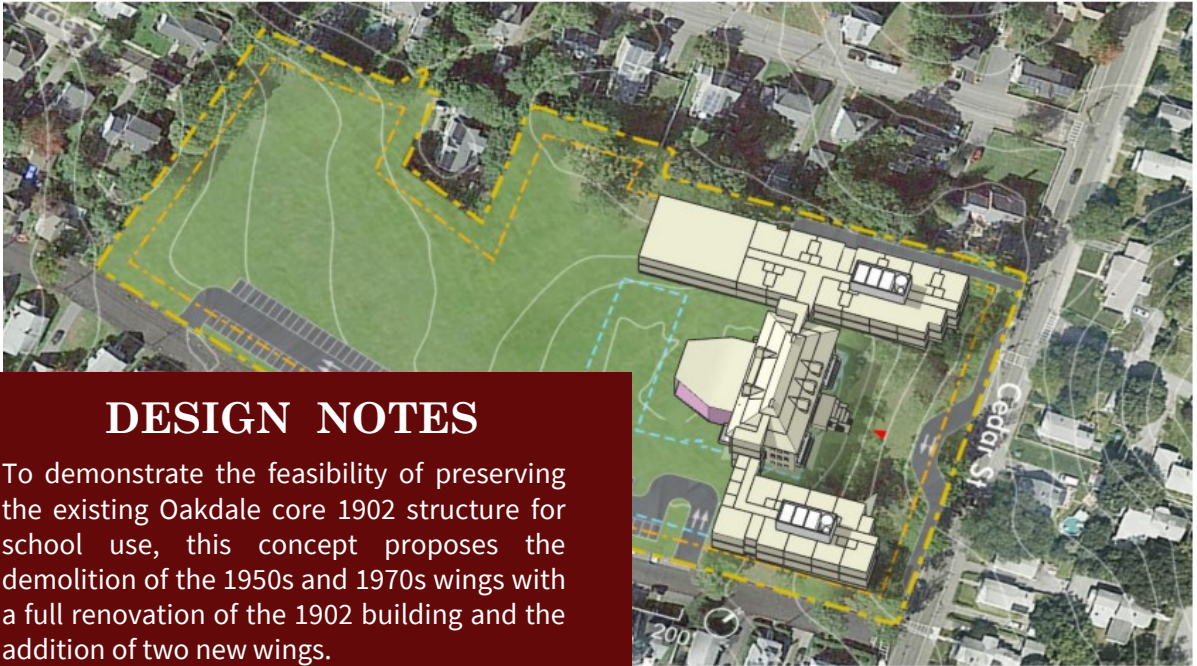 Cedar St
DESIGN NOTES
To demonstrate the feasibility of preserving
the existing Oakdale core 1902 structure for
school use, this concept proposes the
demolition of the 1950s and 1970s wings with
a full renovation of the 1902 building and the
addition of two new wings.
200'